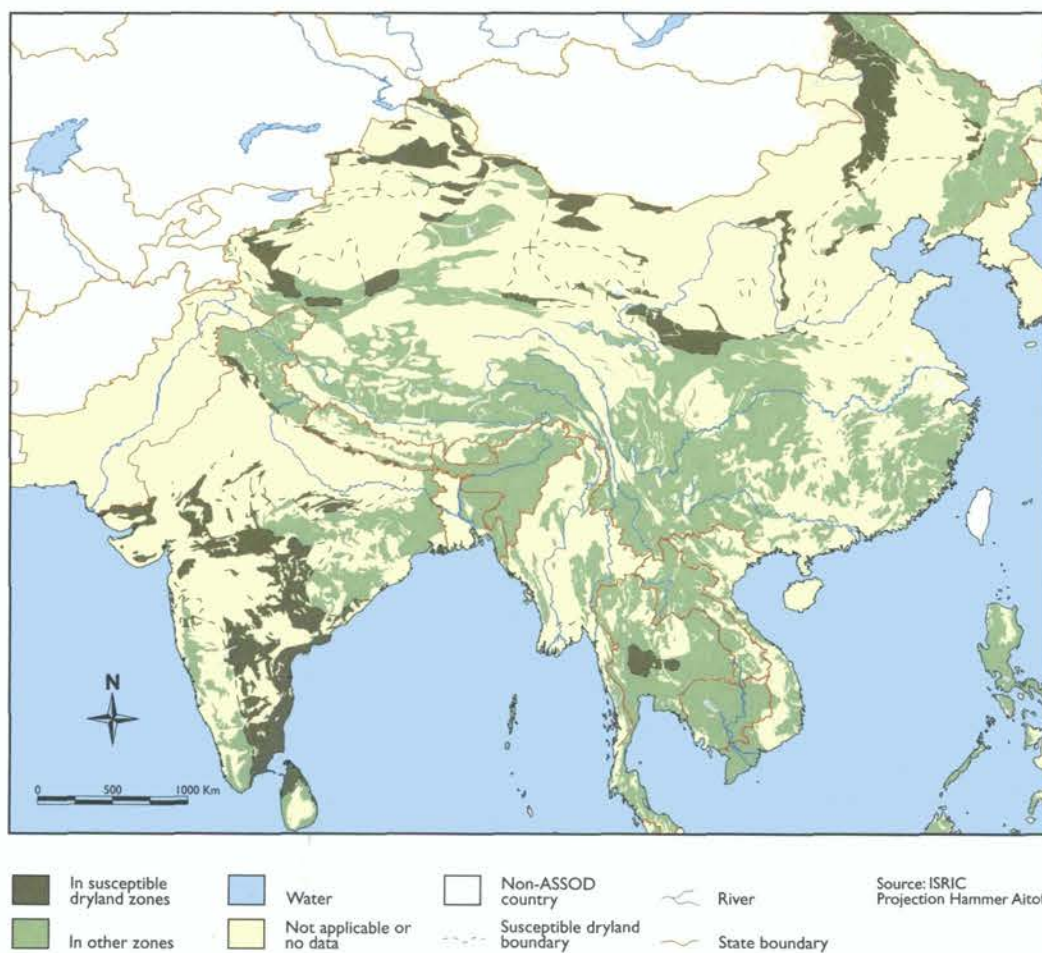 N
0 500 1000 Km
In susceptible
dryland zones
In other zones
Water
Not applicable or
no data
Non-ASSOD
country
Susceptible dryland
boundary
River
State boundary
Source: ISRIC
Projection Hammer Aitof